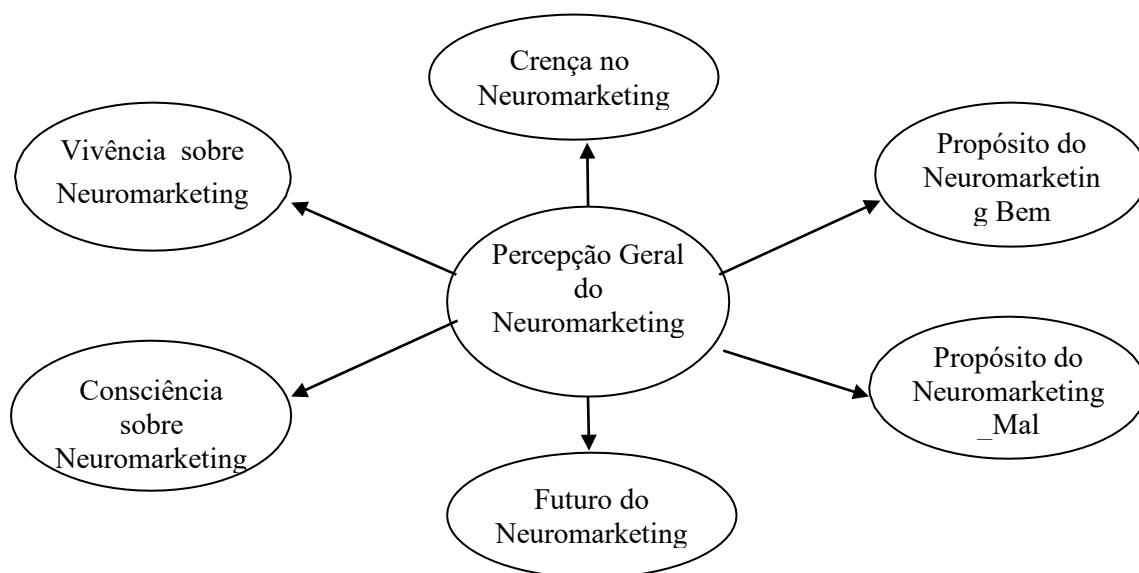 Crença no
Neuromarketing
Vivência sobre
Neuromarketing
Propósito do
Neuromarketin
g Bem
Percepção Geral
do
Neuromarketing
Consciência
sobre
Neuromarketing
Propósito do
Neuromarketing
_Mal
Futuro do
Neuromarketing